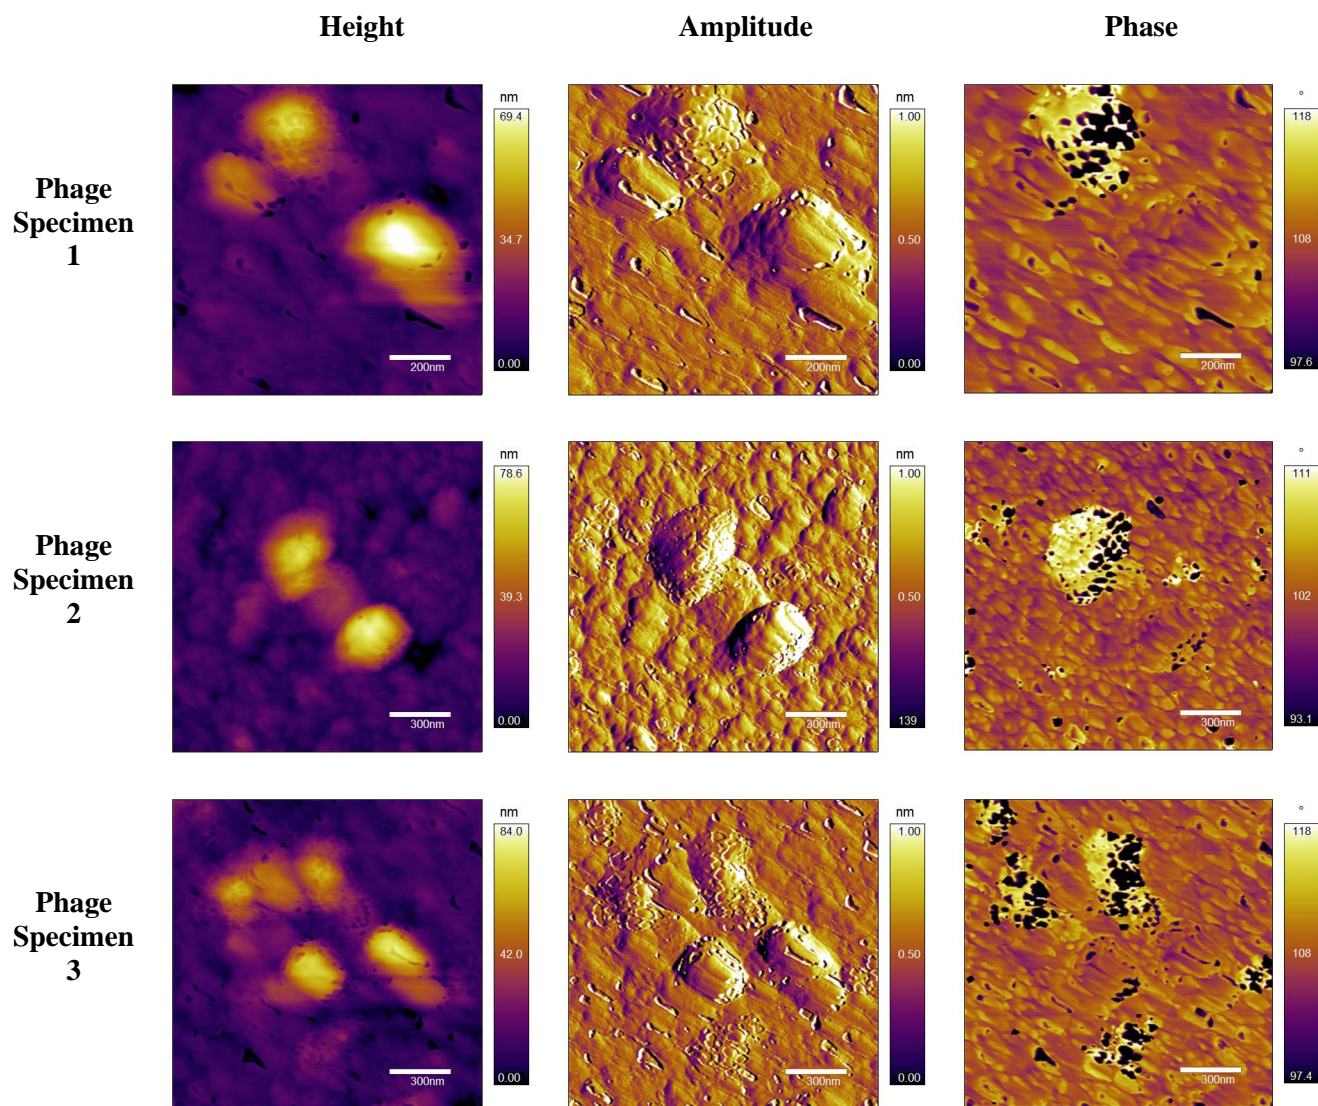 Height Amplitude Phase
Phage
Specimen
1
nm
69.4
34.7
0.00
200nm
nm
1.00
0.50
0.00
200nm
°
118
108
97.6
200nm
Phage
Specimen
2
nm
78.6
39.3
0.00
300nm
nm
1.00
0.50
139
300nm
°
111
102
93.1
300nm
Phage
Specimen
3
nm
84.0
42.0
0.00
300nm
nm
1.00
0.50
0.00
300nm
°
118
108
97.4
300nm